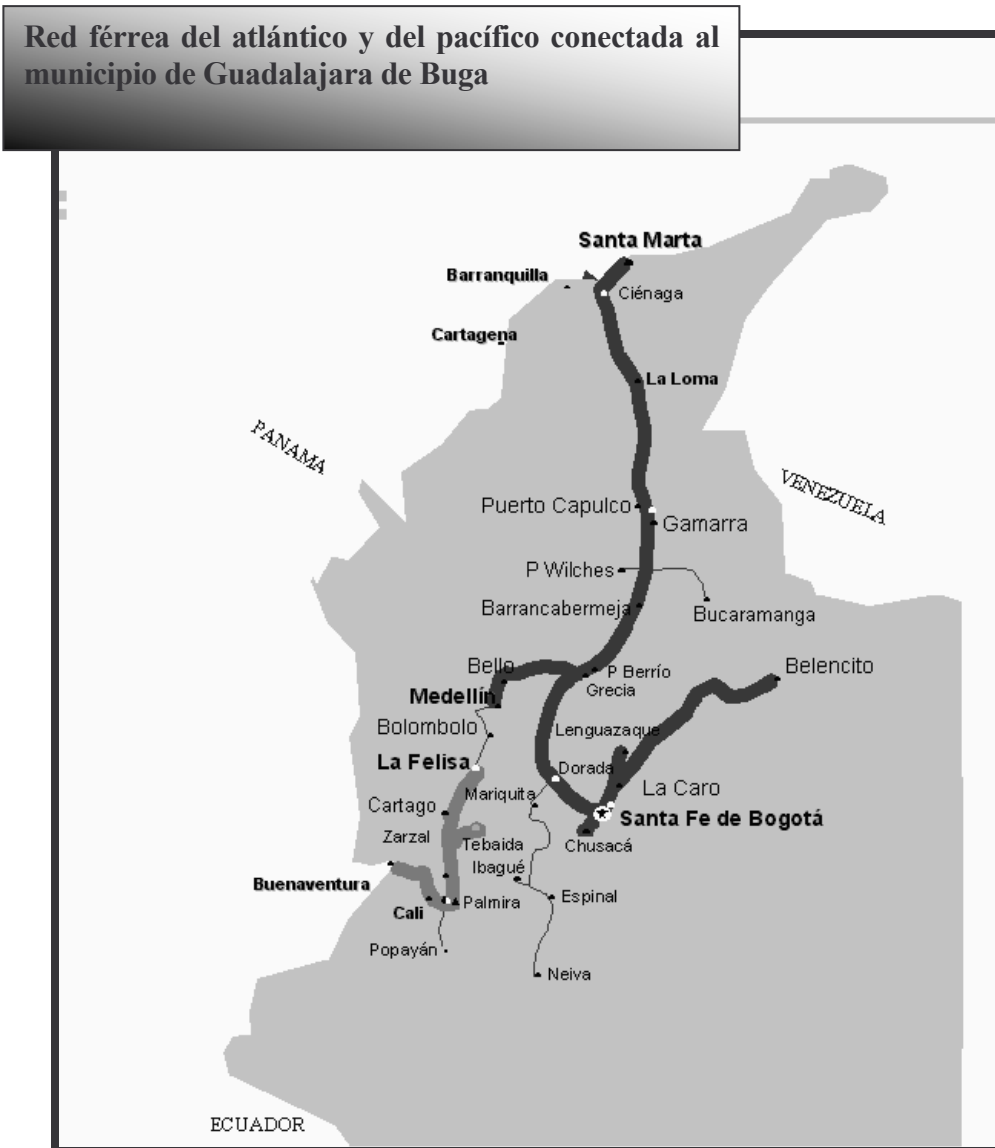 Red férrea del atlántico y del pacífico conectada al
municipio de Guadalajara de Buga
Santa Marta
Barranquilla
Ciénaga
Cartagena
La Loma
PANAMA
VENEZUELA
Puerto Capulco
Gamarra
P Wilches
Barrancabermeja
Bucaramanga
Bello
P Berrío
Belencito
Grecia
Medellín
Bolombolo
Lenguazaque
La Felisa
Dorada
La Caro
Mariquita
Cartago
Santa Fe de Bogotá
Zarzal
Tebaida
Chusacá
Ibagué
Buenaventura
Espinal
Cali
Palmira
Popayán
Neiva
ECUADOR